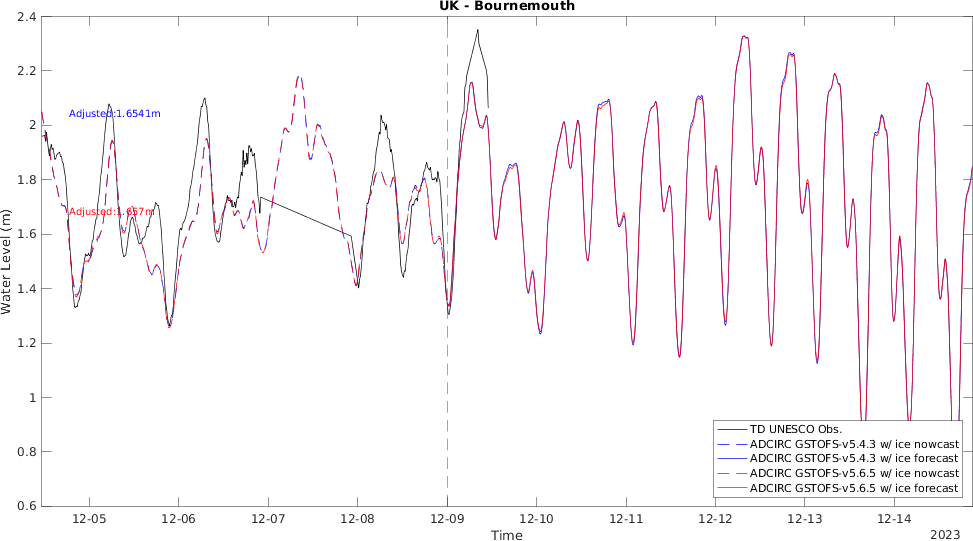 UK - Bournemouth
2.4
2.2
2
1.8
1.6
1.4
1.2
1
0.8
0.6
Water Level (m)
Adjusted:1.6541m
Adjusted:1.657m
TD UNESCO Obs.
ADCIRC GSTOFS-v5.4.3 w/ ice nowcast
ADCIRC GSTOFS-v5.4.3 w/ ice forecast
ADCIRC GSTOFS-v5.6.5 w/ ice nowcast
ADCIRC GSTOFS-v5.6.5 w/ ice forecast
12-05 12-06 12-07 12-08 12-09 12-10 12-11 12-12 12-13 12-14
Time
2023